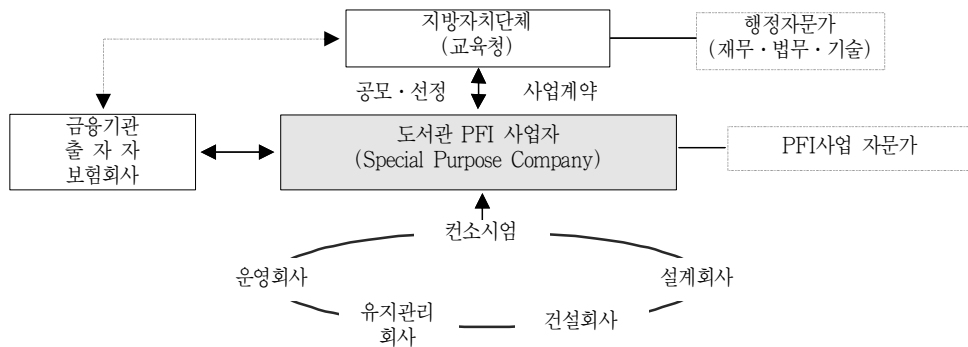 지방자치단체
(교육청)
행정자문가
(재무·법무·기술)
공모·선정
사업계약
금융기관
출 자 자
보험회사
도서관 PFI 사업자
(Special Purpose Company)
PFI사업 자문가
컨소시엄
운영회사
설계회사
유지관리
회사
건설회사